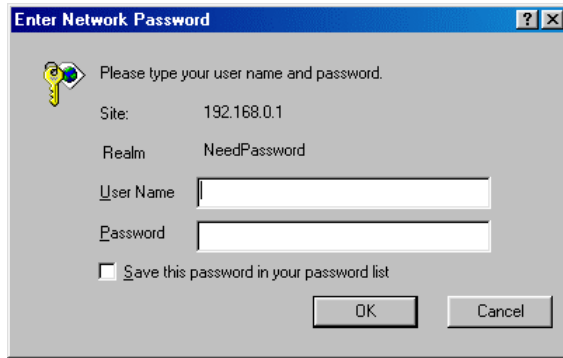 Enter Network Password
Please type your user name and password.
Site: 192.168.0.1
Realm NeedPassword
User Name
Password
Save this password in your password list
OK Cancel